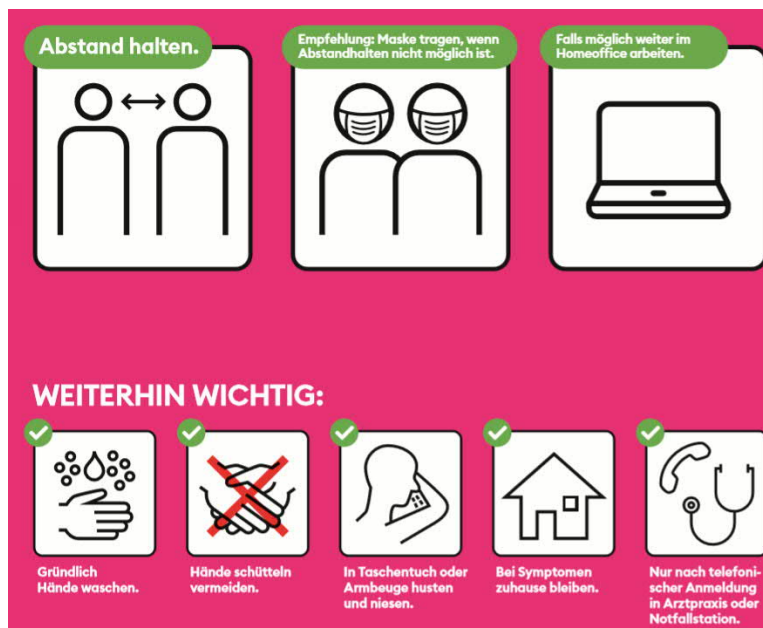 Abstand halten.
Empfehlung: Maske tragen, wenn
Abstandhalten nicht möglich ist.
Falls möglich weiter im
Homeoffice arbeiten.
WEITERHIN WICHTIG:
Gründlich
Hände waschen.
Hände schütteln
vermeiden.
In Taschentuch oder
Armbeuge husten
und niesen.
Bei Symptomen
zuhause bleiben.
Nur nach telefoni-
scher Anmeldung
in Arztpraxis oder
Notfallstation.